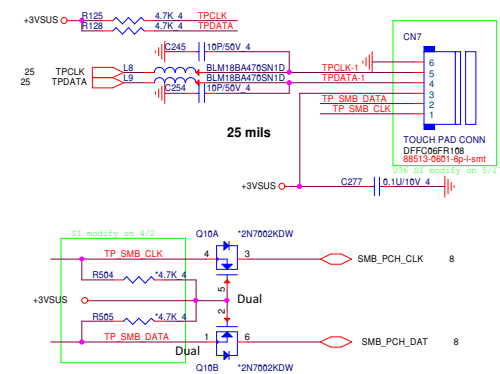 +3VSUS R125 4.7K_4 TPCLK
R128 4.7K_4 TPDATA
CN7
C245 10P/50V_4
25 TPCLK L8 BLM18BA470SN1D TPCLK-1 6
25 TPDATA L9 BLM18BA470SN1D TPDATA-1 5
4
C254 10P/50V_4 3
TP_SMB_DATA 2
TP_SMB_CLK 1
25 mils
TOUCH PAD CONN
DFFC06FR108
88513-0601-6p-l-smt
U36 SI modify on 5/1
+3VSUS C277 0.1U/10V_4
SI modify on 4/2
Q10A *2N7002KDW
TP_SMB_CLK 4 3 SMB_PCH_CLK 8
R504 *4.7K_4 5
+3VSUS Dual
R505 *4.7K_4 2
TP_SMB_DATA 1 6 SMB_PCH_DAT 8
Dual
Q10B *2N7002KDW